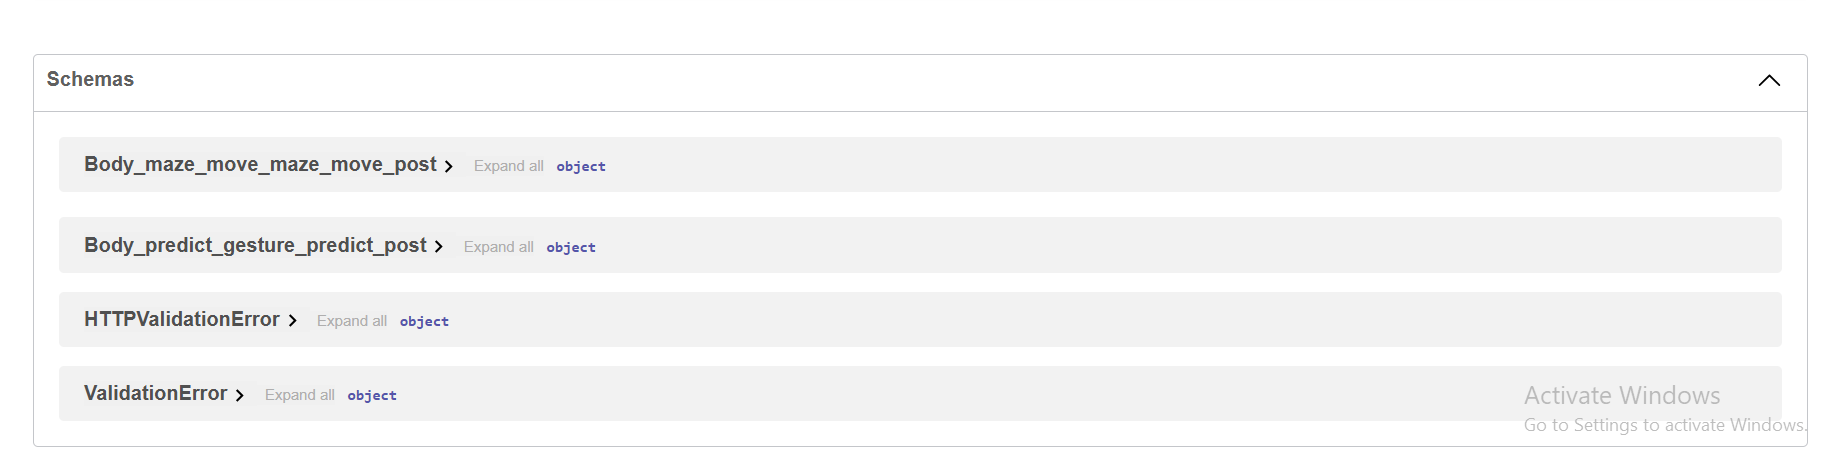 Schemas
Body_maze_move_maze_move_post Expand all object
Body_predict_gesture_predict_post Expand all object
HTTPValidationError Expand all object
ValidationError Expand all object
Activate Windows
Go to Settings to activate Windows.